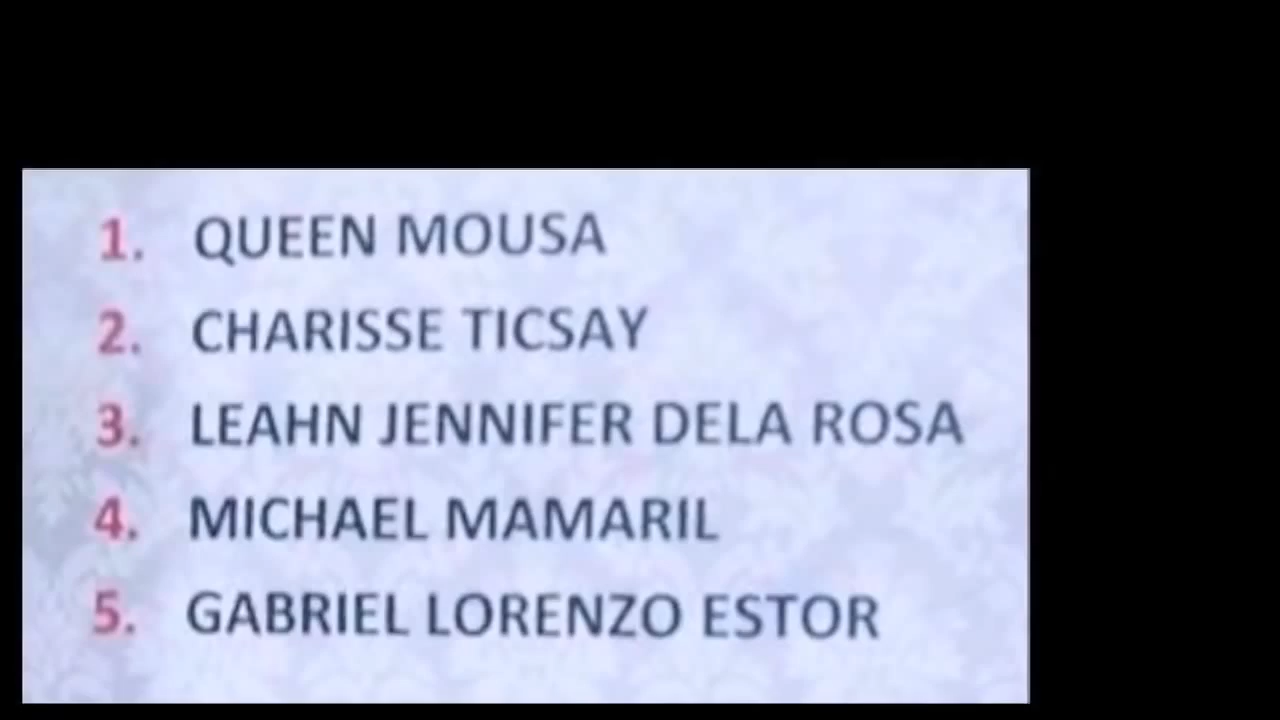 1. QUEEN MOUSA
2. CHARISSE TICSAY
3. LEAHN JENNIFER DELA ROSA
4. MICHAEL MAMARIL
5. GABRIEL LORENZO ESTOR